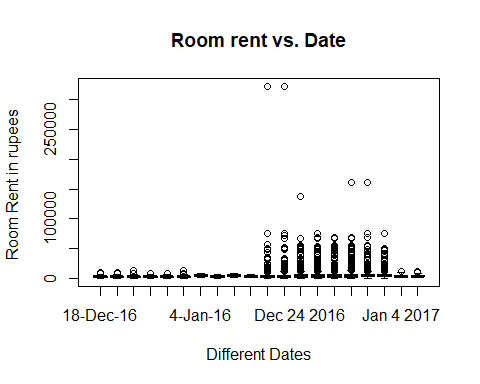 Room rent vs. Date
Room Rent in rupees
250000
100000
0
18-Dec-16 4-Jan-16 Dec 24 2016 Jan 4 2017
Different Dates